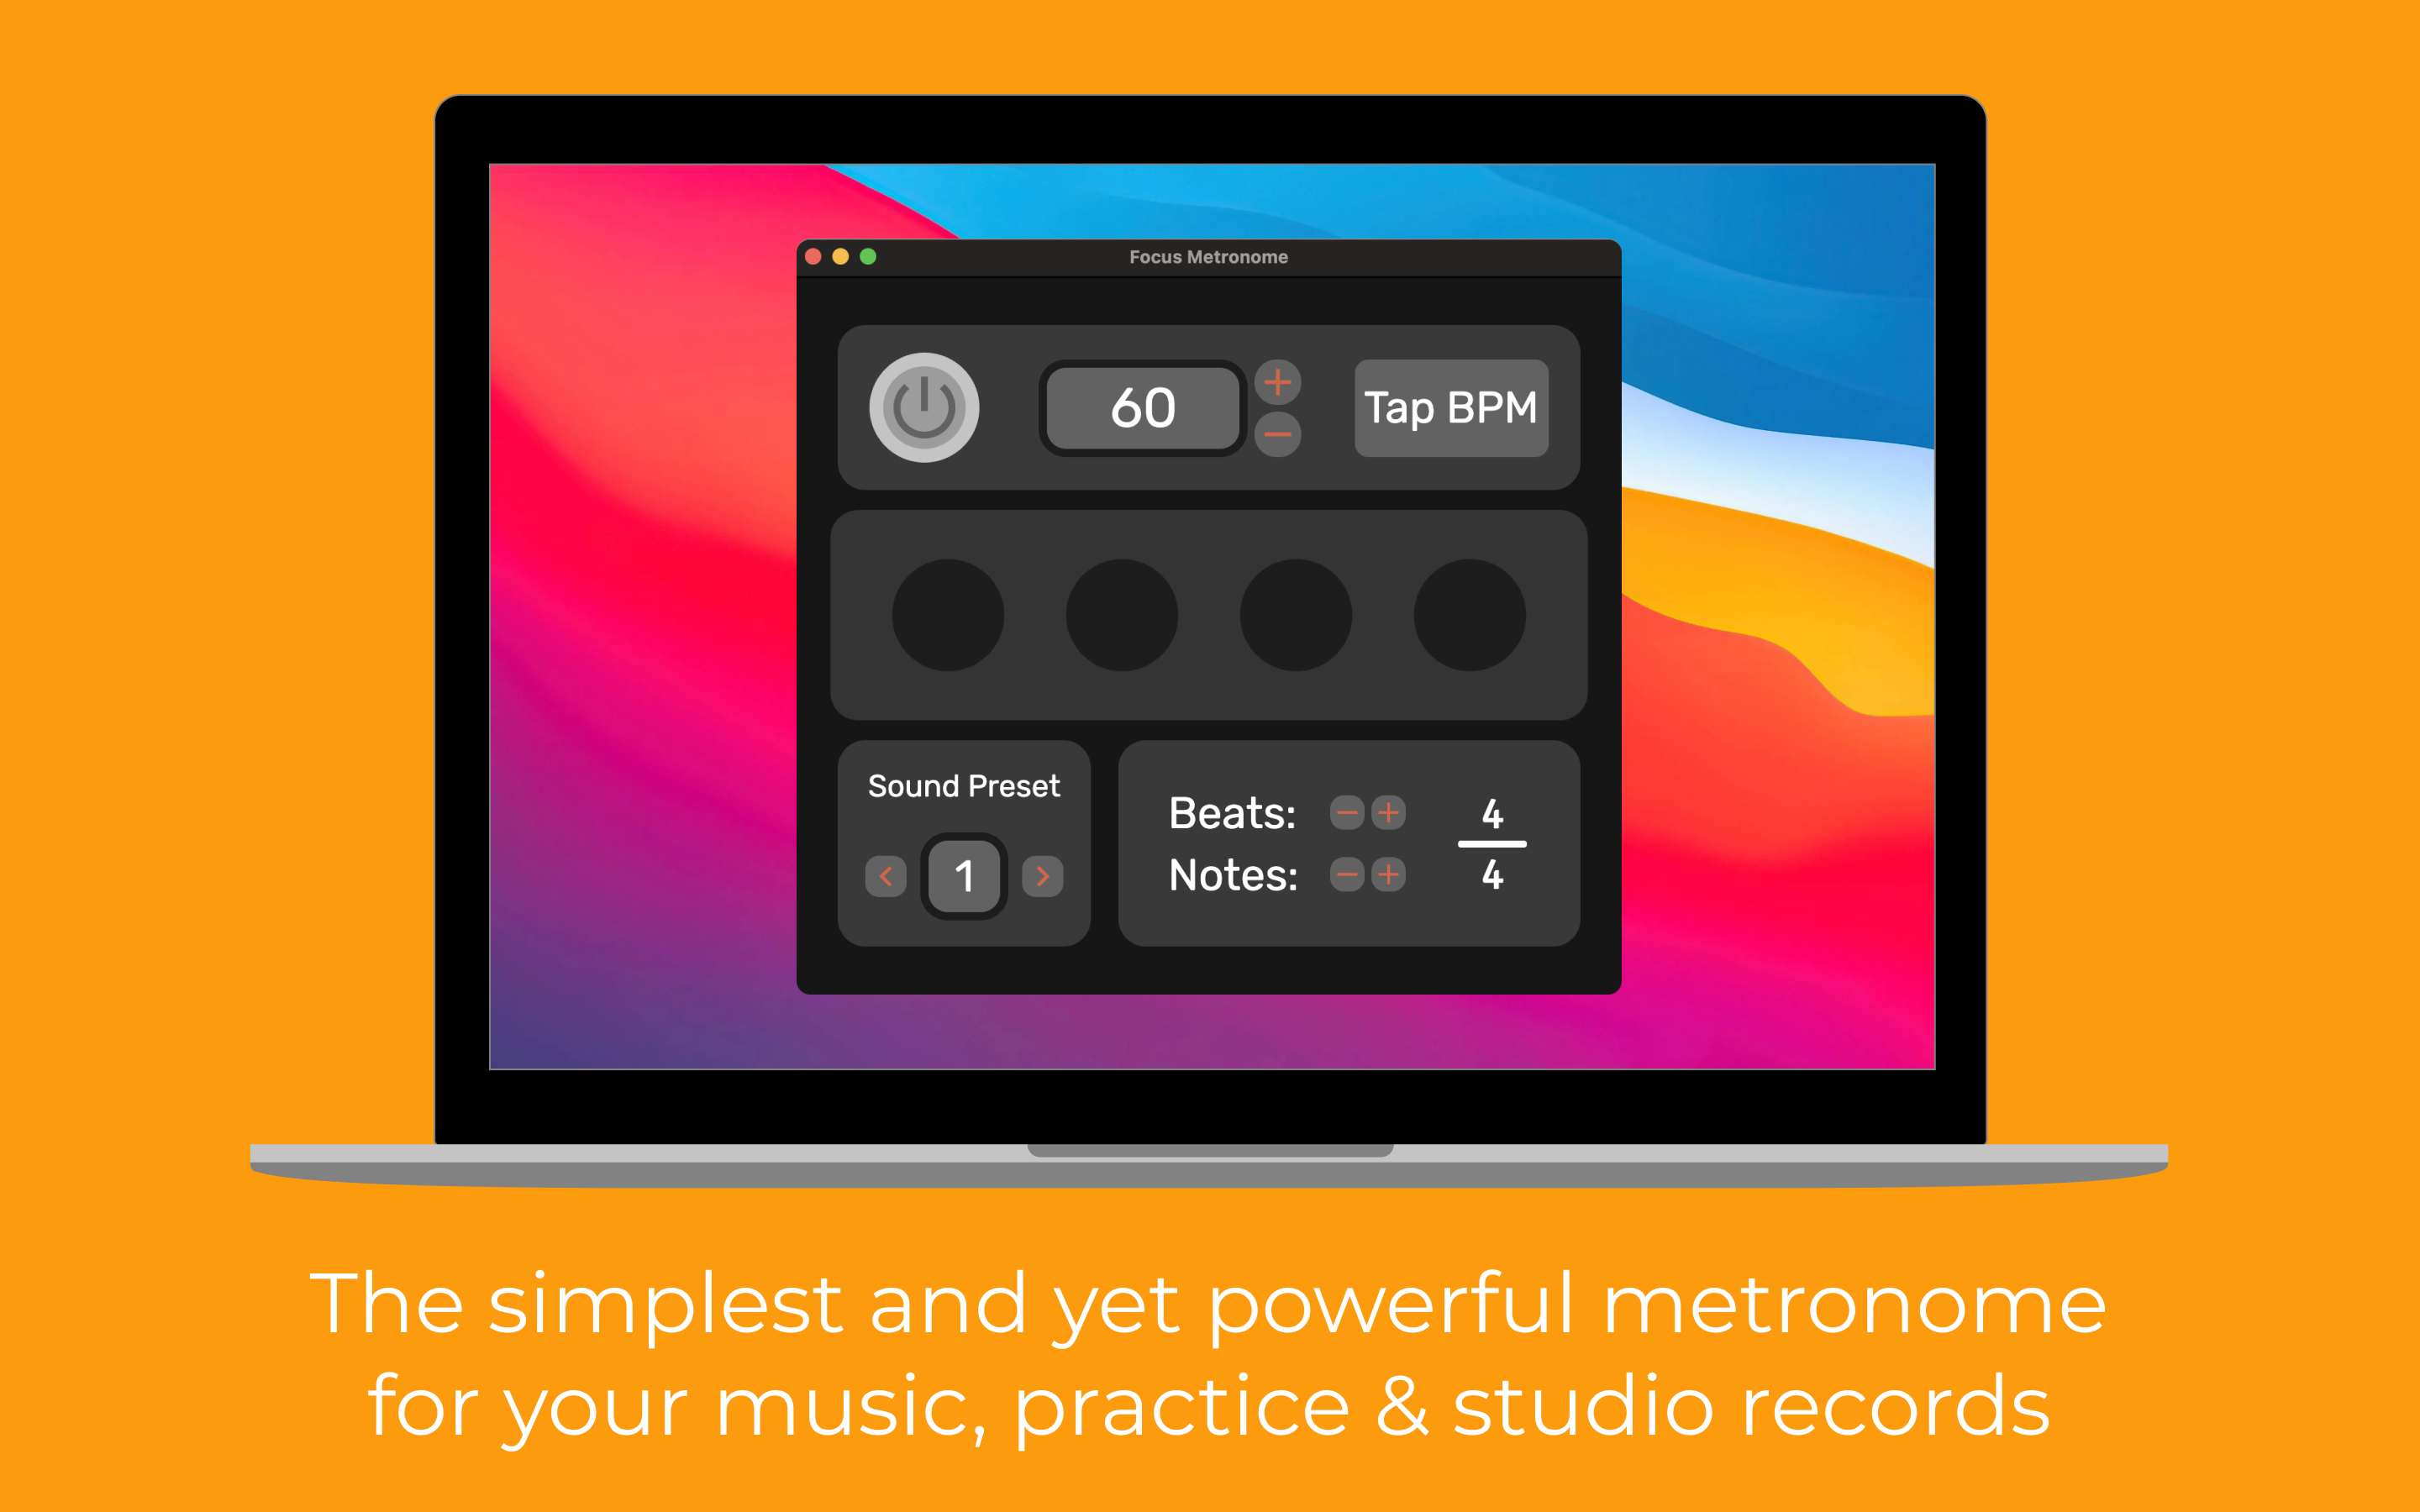 Focus Metronome
60
Tap BPM
Sound Preset
1
Beats:
4
Notes:
4
The simplest and yet powerful metronome
for your music, practice & studio records